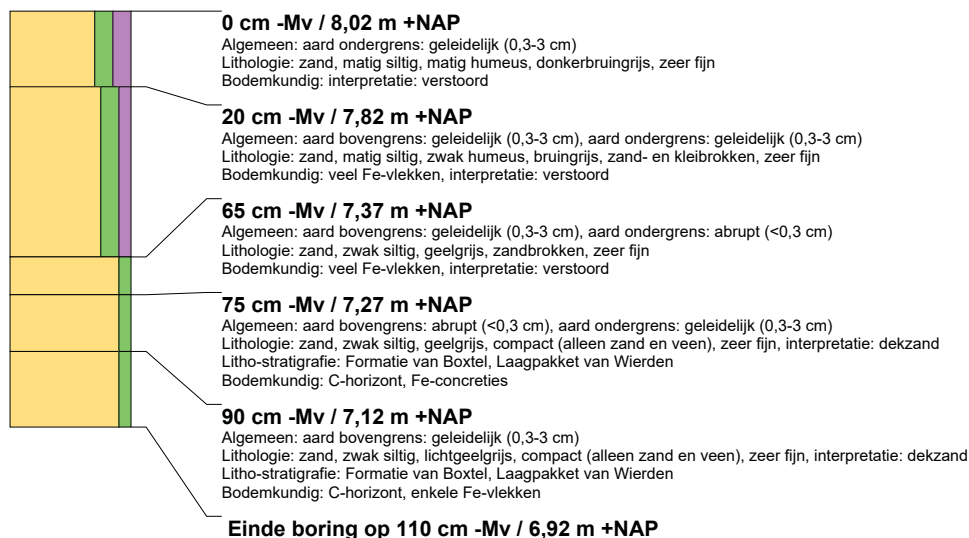 0 cm -Mv / 8,02 m +NAP
Algemeen: aard ondergrens: geleidelijk (0,3-3 cm)
Lithologie: zand, matig siltig, matig humeus, donkerbruingrijs, zeer fijn
Bodemkundig: interpretatie: verstoord
20 cm -Mv / 7,82 m +NAP
Algemeen: aard bovengrens: geleidelijk (0,3-3 cm), aard ondergrens: geleidelijk (0,3-3 cm)
Lithologie: zand, matig siltig, zwak humeus, bruingrijs, zand- en kleibrokken, zeer fijn
Bodemkundig: veel Fe-vlekken, interpretatie: verstoord
65 cm -Mv / 7,37 m +NAP
Algemeen: aard bovengrens: geleidelijk (0,3-3 cm), aard ondergrens: abrupt (<0,3 cm)
Lithologie: zand, zwak siltig, geelgrijs, zandbrokken, zeer fijn
Bodemkundig: veel Fe-vlekken, interpretatie: verstoord
75 cm -Mv / 7,27 m +NAP
Algemeen: aard bovengrens: abrupt (<0,3 cm), aard ondergrens: geleidelijk (0,3-3 cm)
Lithologie: zand, zwak siltig, geelgrijs, compact (alleen zand en veen), zeer fijn, interpretatie: dekzand
Litho-stratigrafie: Formatie van Boxtel, Laagpakket van Wierden
Bodemkundig: C-horizont, Fe-concreties
90 cm -Mv / 7,12 m +NAP
Algemeen: aard bovengrens: geleidelijk (0,3-3 cm)
Lithologie: zand, zwak siltig, lichtgeelgrijs, compact (alleen zand en veen), zeer fijn, interpretatie: dekzand
Litho-stratigrafie: Formatie van Boxtel, Laagpakket van Wierden
Bodemkundig: C-horizont, enkele Fe-vlekken
Einde boring op 110 cm -Mv / 6,92 m +NAP